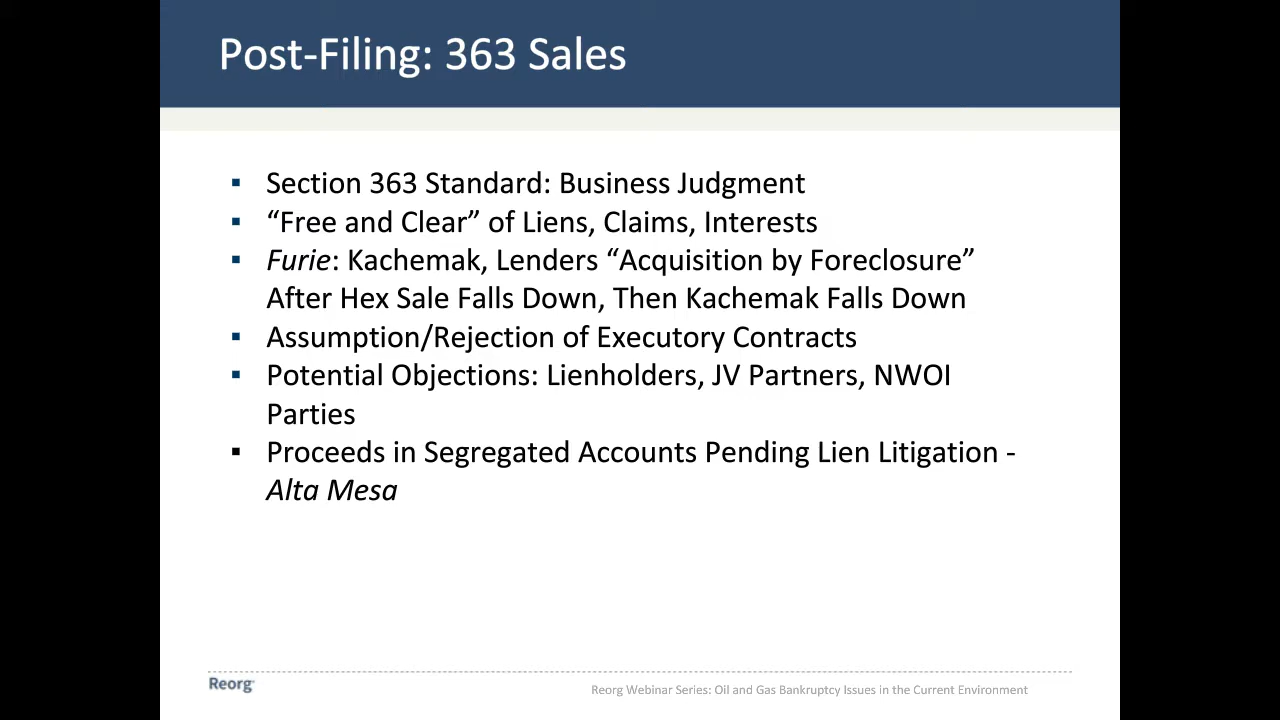 Post-Filing: 363 Sales
▪ Section 363 Standard: Business Judgment
▪ “Free and Clear” of Liens, Claims, Interests
▪ Furie: Kachemak, Lenders “Acquisition by Foreclosure”
After Hex Sale Falls Down, Then Kachemak Falls Down
▪ Assumption/Rejection of Executory Contracts
▪ Potential Objections: Lienholders, JV Partners, NWOI
Parties
▪ Proceeds in Segregated Accounts Pending Lien Litigation -
Alta Mesa
Reorg
Reorg Webinar Series: Oil and Gas Bankruptcy Issues in the Current Environment